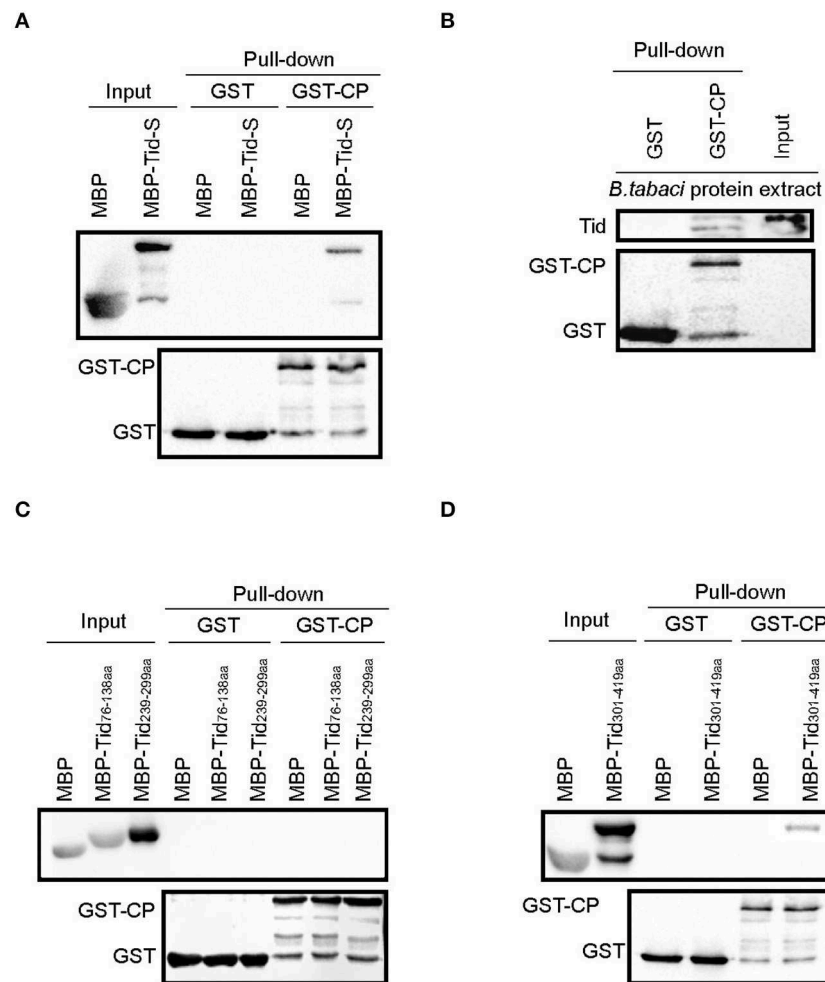 A
Pull-down
Input GST GST-CP
MBP MBP-Tid-S MBP MBP-Tid-S MBP MBP-Tid-S
GST-CP
GST
B
Pull-down
GST GST-CP Input
B.tabaci protein extract
Tid
GST-CP
GST
C
Pull-down
Input GST GST-CP
MBP MBP-Tid76-138aa MBP-Tid239-299aa MBP MBP-Tid76-138aa MBP-Tid239-299aa MBP MBP-Tid76-138aa MBP-Tid239-299aa
GST-CP
GST
D
Pull-down
Input GST GST-CP
MBP MBP-Tid301-419aa MBP MBP-Tid301-419aa MBP MBP-Tid301-419aa
GST-CP
GST